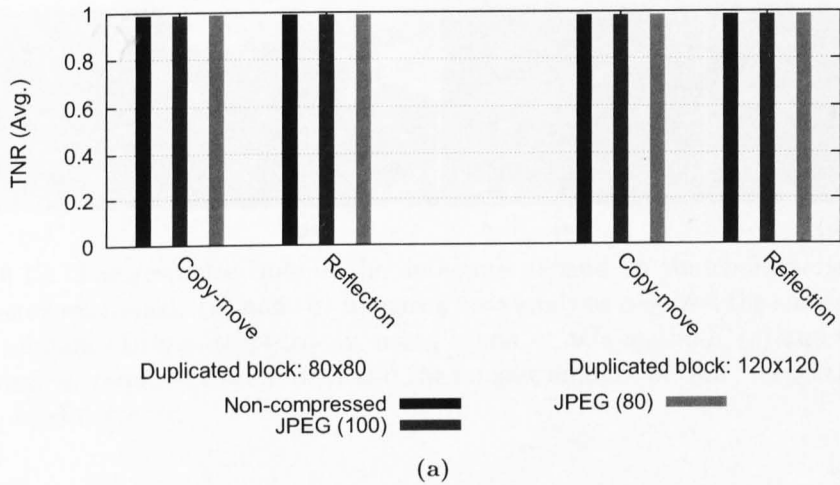 1
0.8
0.6
0.4
0.2
0
TNR (Avg.)
Copy-move
Reflection
Copy-move
Reflection
Duplicated block: 80x80
Duplicated block: 120x120
Non-compressed
JPEG (100)
JPEG (80)
(a)